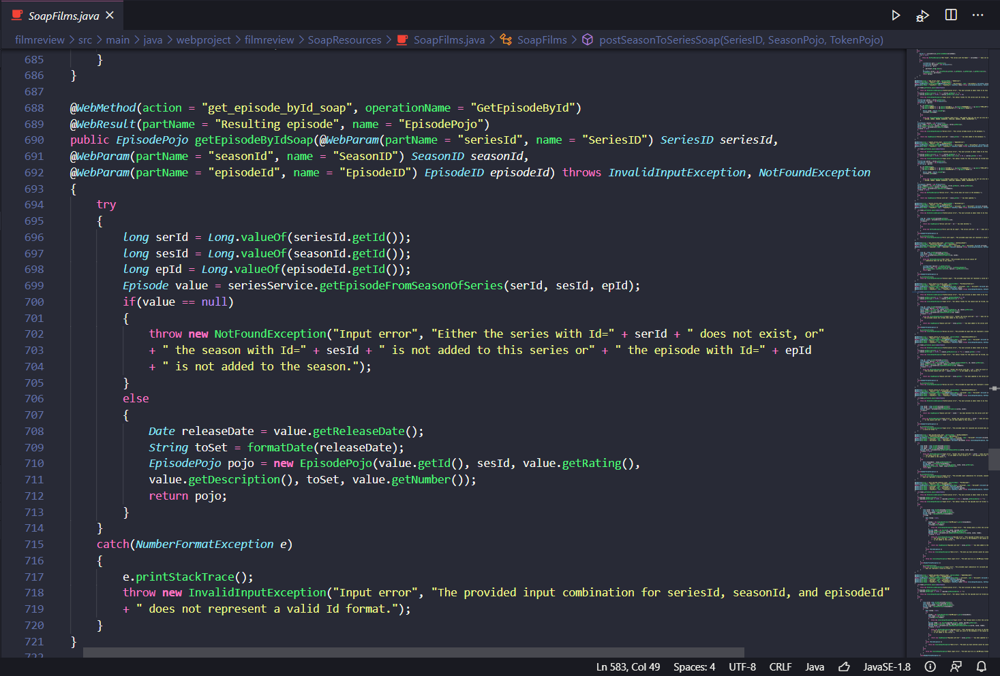 SoapFilms.java
filmreview > src > main > java > webproject > filmreview > SoapResources > SoapFilms.java > SoapFilms > postSeasonToSeriesSoap(SeriesID, SeasonPojo, TokenPojo)
685 }
686 }
687
688 @WebMethod(action = "get_episode_byId_soap", operationName = "GetEpisodeById")
689 @WebResult(partName = "Resulting episode", name = "EpisodePojo")
690 public EpisodePojo getEpisodeByIdSoap(@WebParam(partName = "seriesId", name = "SeriesID") SeriesID seriesId,
691 @WebParam(partName = "seasonId", name = "SeasonID") SeasonID seasonId,
692 @WebParam(partName = "episodeId", name = "EpisodeID") EpisodeID episodeId) throws InvalidInputException, NotFoundException
693 {
694 try
695 {
696 long serId = Long.valueOf(seriesId.getId());
697 long sesId = Long.valueOf(seasonId.getId());
698 long epId = Long.valueOf(episodeId.getId());
699 Episode value = seriesService.getEpisodeFromSeasonOfSeries(serId, sesId, epId);
700 if(value == null)
701 {
702 throw new NotFoundException("Input error", "Either the series with Id=" + serId + " does not exist, or"
703 + " the season with Id=" + sesId + " is not added to this series or" + " the episode with Id=" + epId
704 + " is not added to the season.");
705 }
706 else
707 {
708 Date releaseDate = value.getReleaseDate();
709 String toSet = formatDate(releaseDate);
710 EpisodePojo pojo = new EpisodePojo(value.getId(), sesId, value.getRating(),
711 value.getDescription(), toSet, value.getNumber());
712 return pojo;
713 }
714 }
715 catch(NumberFormatException e)
716 {
717 e.printStackTrace();
718 throw new InvalidInputException("Input error", "The provided input combination for seriesId, seasonId, and episodeId"
719 + " does not represent a valid Id format.");
720 }
721 }
722
Ln 583, Col 49 Spaces: 4 UTF-8 CRLF Java JavaSE-1.8